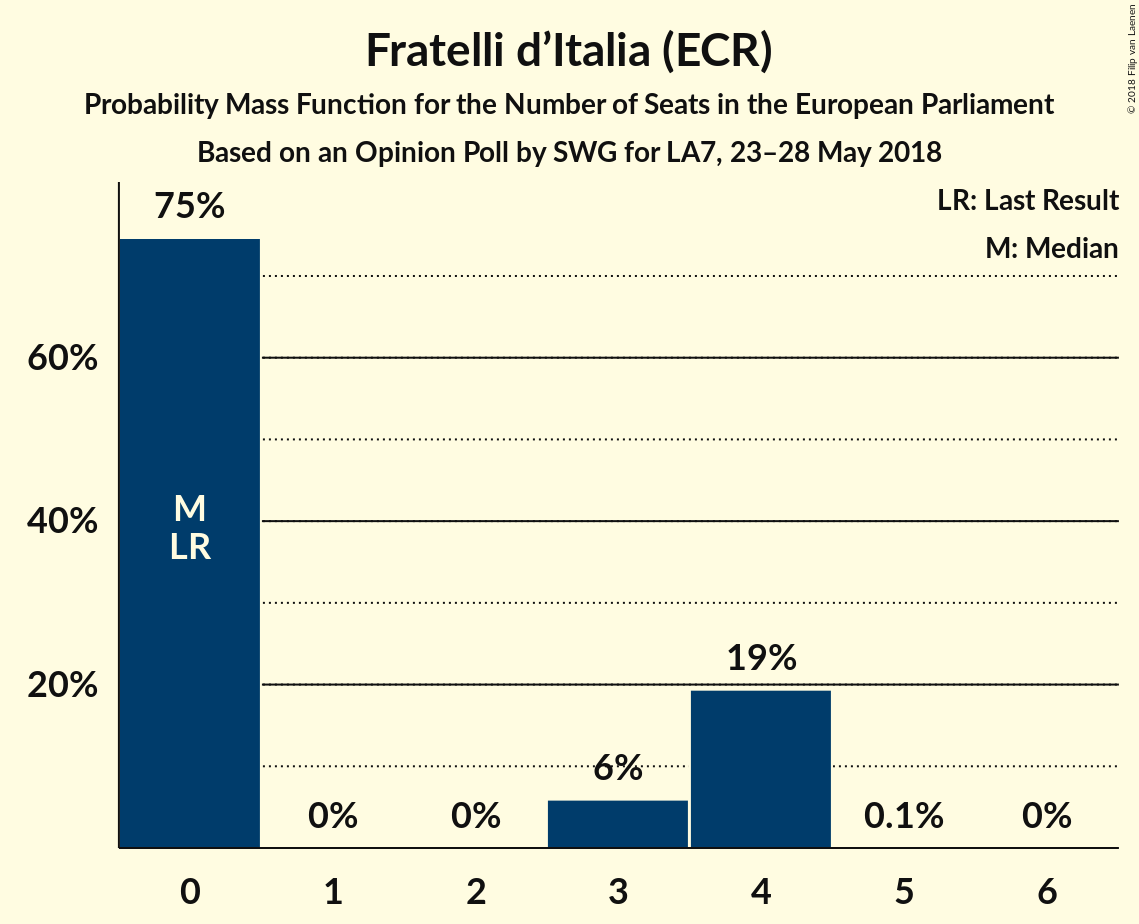 Fratelli d’Italia (ECR)
Probability Mass Function for the Number of Seats in the European Parliament
Based on an Opinion Poll by SWG for LA7, 23–28 May 2018
© 2018 Filip van Laenen
LR: Last Result
M: Median
75%
60%
M
40%
LR
19%
20%
6%
0%
0%
0.1%
0%
0 1 2 3 4 5 6